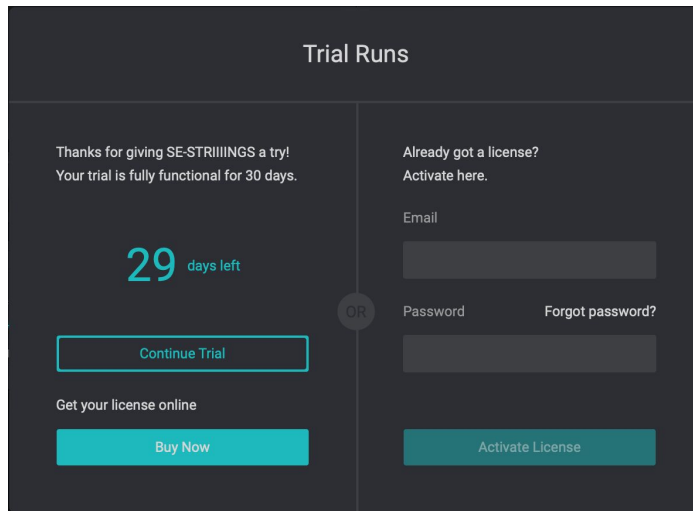 Trial Runs
Thanks for giving SE-STRIIIINGS a try!
Your trial is fully functional for 30 days.
29 days left
Continue Trial
Get your license online
Buy Now
OR
Already got a license?
Activate here.
Email
Password Forgot password?
Activate License